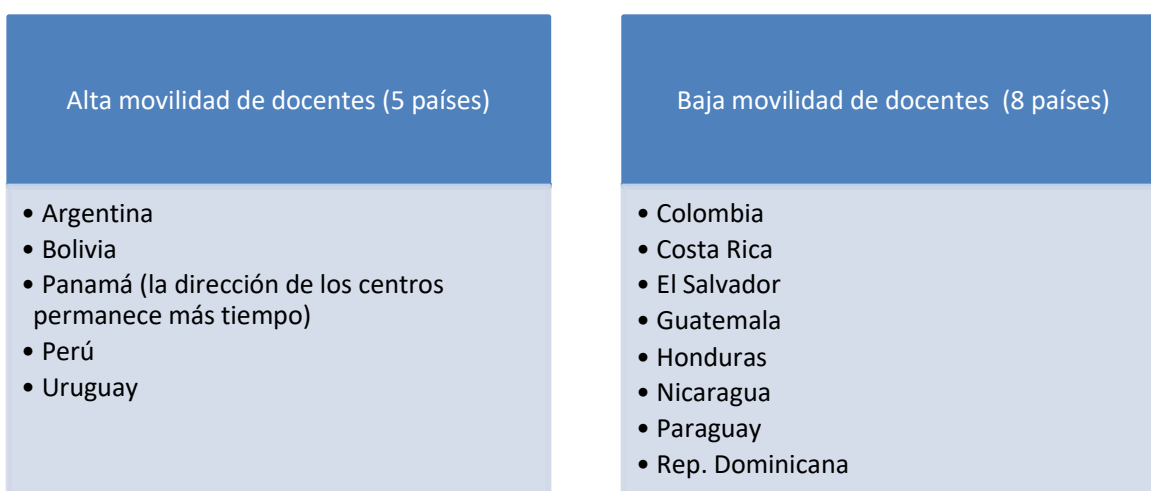 Alta movilidad de docentes (5 países)
• Argentina
• Bolivia
• Panamá (la dirección de los centros
permanece más tiempo)
• Perú
• Uruguay
Baja movilidad de docentes  (8 países)
• Colombia
• Costa Rica
• El Salvador
• Guatemala
• Honduras
• Nicaragua
• Paraguay
• Rep. Dominicana